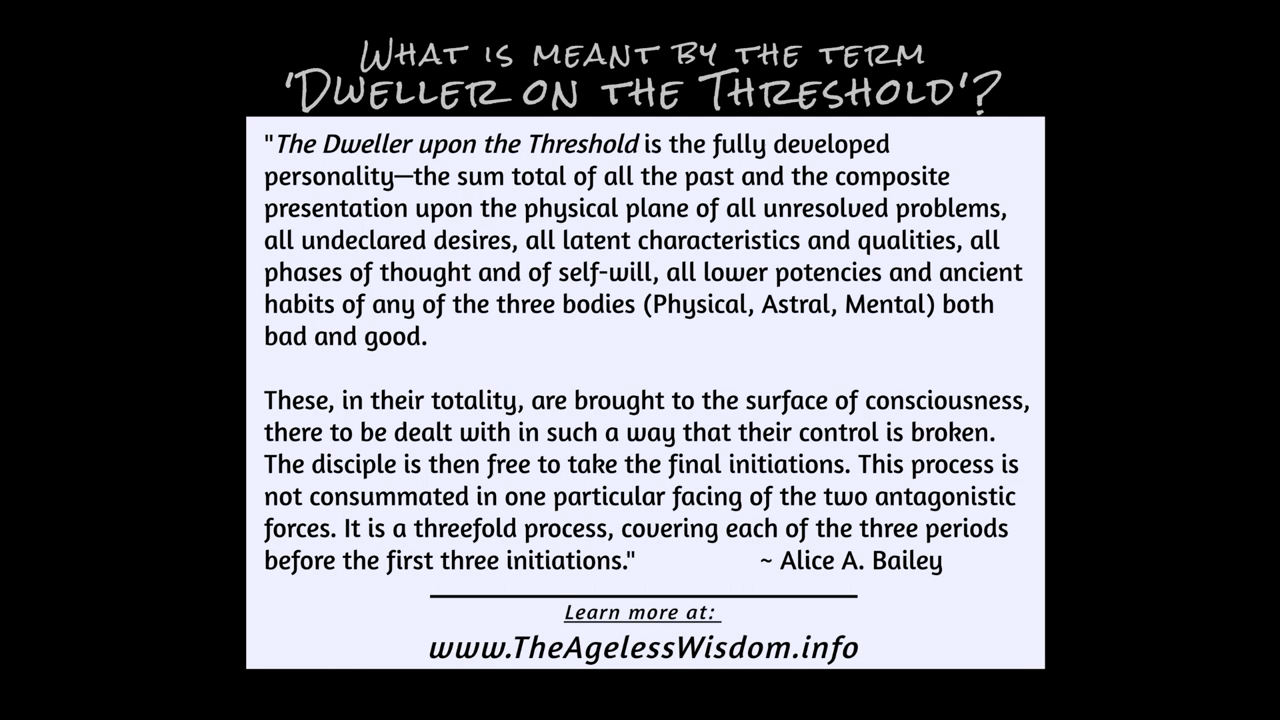 What is meant by the term
'Dweller on the Threshold'?
"The Dweller upon the Threshold is the fully developed
personality—the sum total of all the past and the composite
presentation upon the physical plane of all unresolved problems,
all undeclared desires, all latent characteristics and qualities, all
phases of thought and of self-will, all lower potencies and ancient
habits of any of the three bodies (Physical, Astral, Mental) both
bad and good.
These, in their totality, are brought to the surface of consciousness,
there to be dealt with in such a way that their control is broken.
The disciple is then free to take the final initiations. This process is
not consummated in one particular facing of the two antagonistic
forces. It is a threefold process, covering each of the three periods
before the first three initiations." ~ Alice A. Bailey
Learn more at:
www.TheAgelessWisdom.info